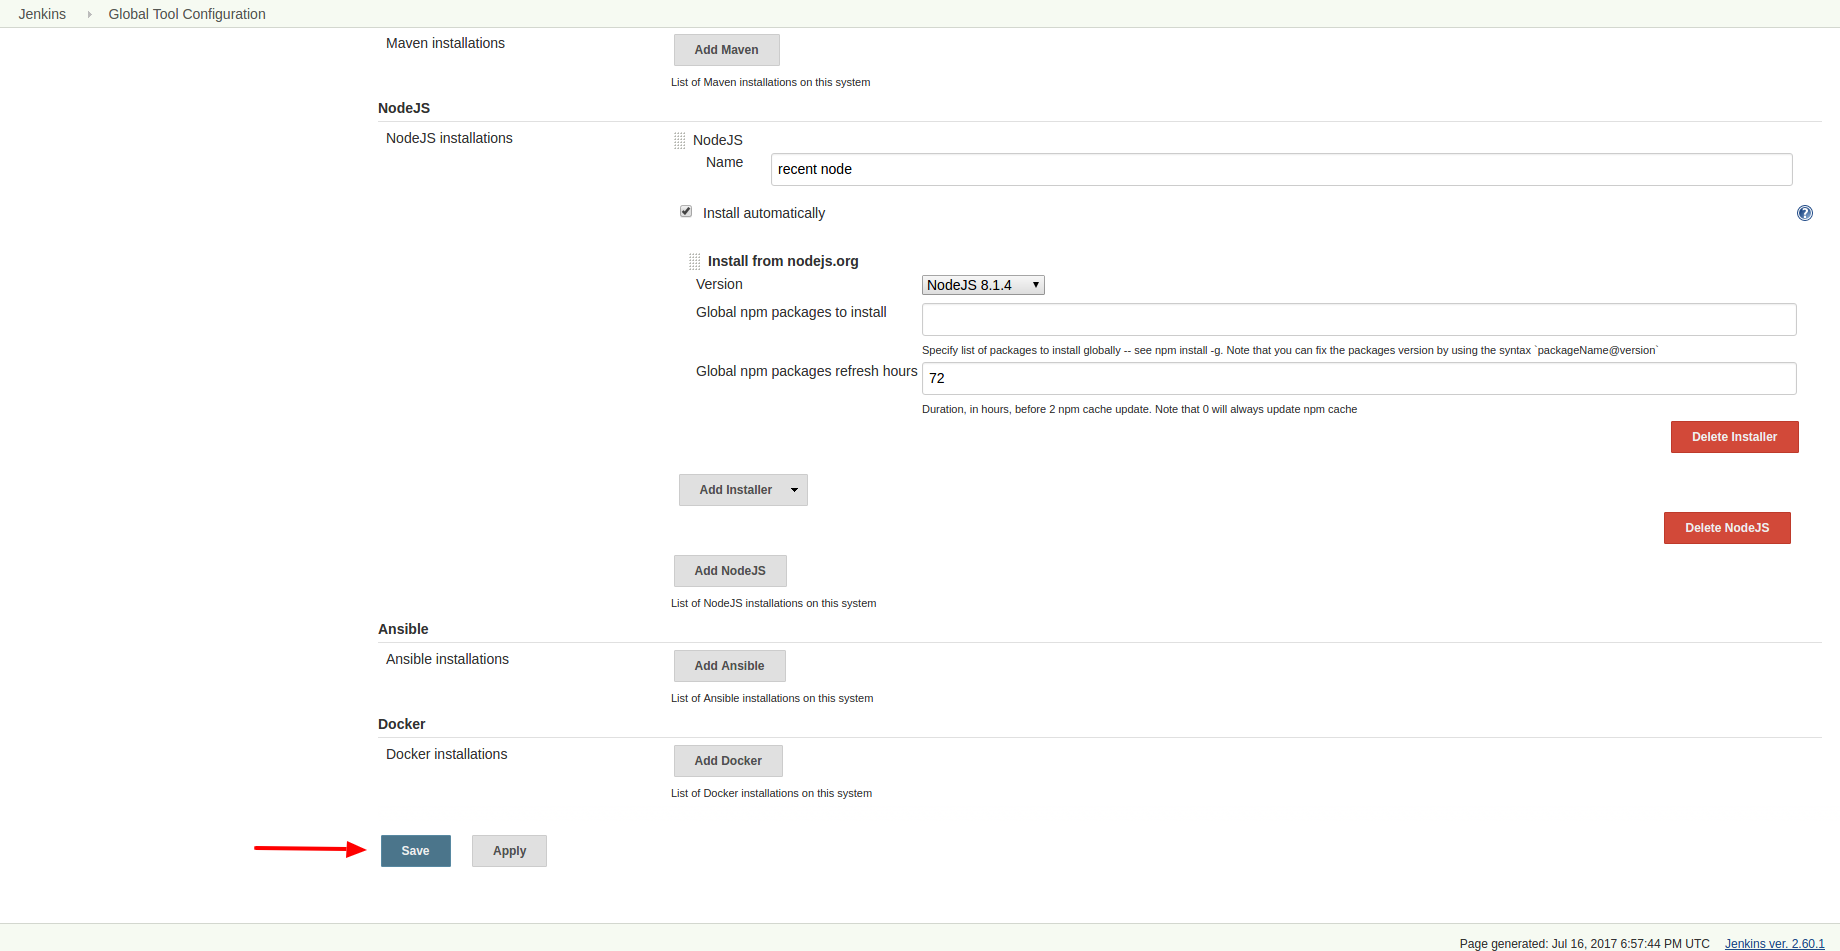 Jenkins Global Tool Configuration
Maven installations
Add Maven
List of Maven installations on this system
NodeJS
NodeJS installations
NodeJS
Name
recent node
Install automatically
?
Install from nodejs.org
Version
NodeJS 8.1.4
Global npm packages to install
Specify list of packages to install globally -- see npm install -g. Note that you can fix the packages version by using the syntax `packageName@version`
Global npm packages refresh hours
72
Duration, in hours, before 2 npm cache update. Note that 0 will always update npm cache
Delete Installer
Add Installer
Delete NodeJS
Add NodeJS
List of NodeJS installations on this system
Ansible
Ansible installations
Add Ansible
List of Ansible installations on this system
Docker
Docker installations
Add Docker
List of Docker installations on this system
Save Apply
Page generated: Jul 16, 2017 6:57:44 PM UTC Jenkins ver. 2.60.1